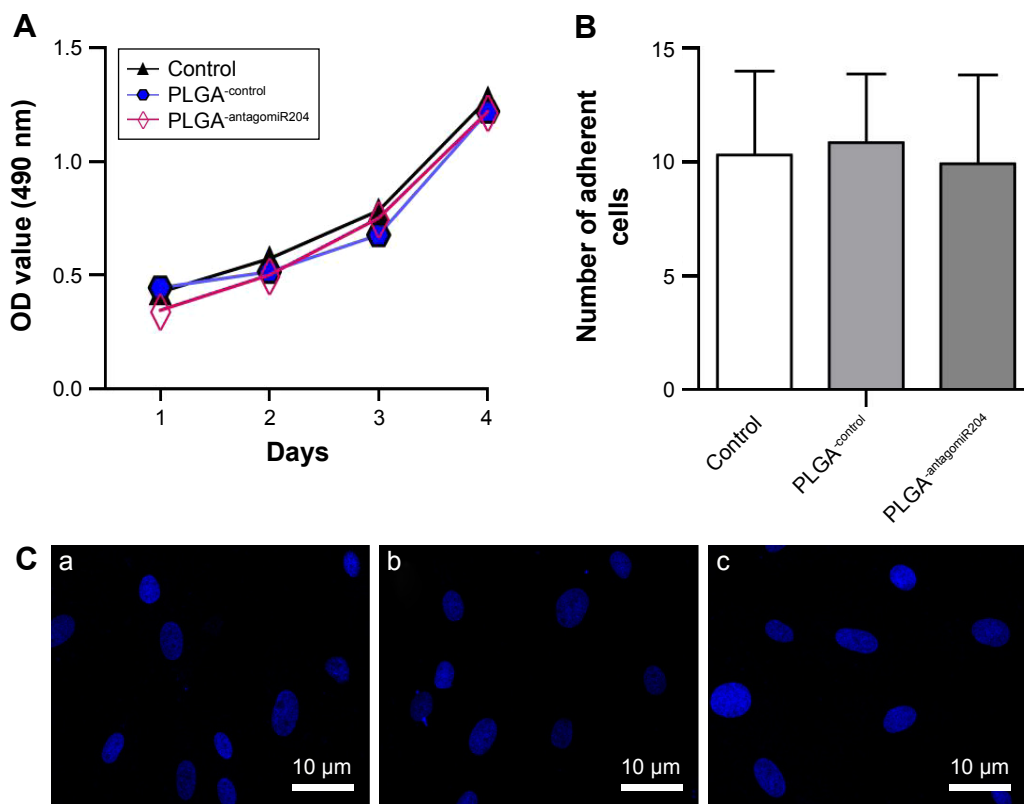 A
OD value (490 nm)
1.5
1.0
0.5
0.0
Control
PLGA-control
PLGA-antagomiR204
1 2 3 4
Days
B
Number of adherent
cells
15
10
5
0
Control
PLGA-control
PLGA-antagomiR204
C
a
10 µm
b
10 µm
c
10 µm